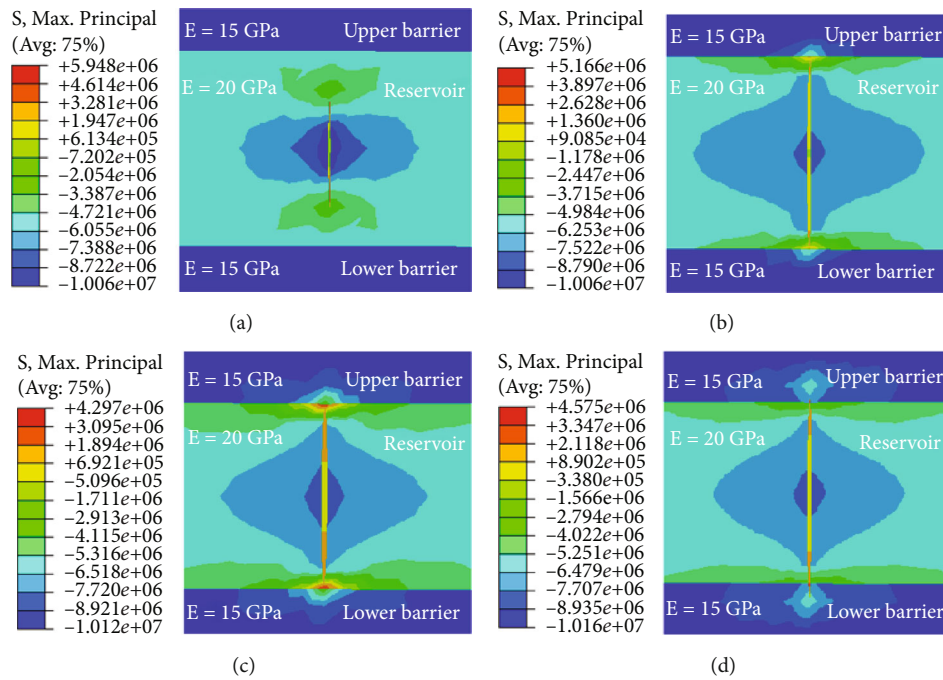 S, Max. Principal
(Avg: 75%)
+5.948e+06
+4.614e+06
+3.281e+06
+1.947e+06
+6.134e+05
−7.202e+05
−2.054e+06
−3.387e+06
−4.721e+06
−6.055e+06
−7.388e+06
−8.722e+06
−1.006e+07
E = 15 GPa Upper barrier
E = 20 GPa Reservoir
E = 15 GPa Lower barrier
(a)
S, Max. Principal
(Avg: 75%)
+5.166e+06
+3.897e+06
+2.628e+06
+1.360e+06
+9.085e+04
−1.178e+06
−2.447e+06
−3.715e+06
−4.984e+06
−6.253e+06
−7.522e+06
−8.790e+06
−1.006e+07
E = 15 GPa Upper barrier
E = 20 GPa Reservoir
E = 15 GPa Lower barrier
(b)
S, Max. Principal
(Avg: 75%)
+4.297e+06
+3.095e+06
+1.894e+06
+6.921e+05
−5.096e+05
−1.711e+06
−2.913e+06
−4.115e+06
−5.316e+06
−6.518e+06
−7.720e+06
−8.921e+06
−1.012e+07
E = 15 GPa Upper barrier
E = 20 GPa Reservoir
E = 15 GPa Lower barrier
(c)
S, Max. Principal
(Avg: 75%)
+4.575e+06
+3.347e+06
+2.118e+06
+8.902e+05
−3.380e+05
−1.566e+06
−2.794e+06
−4.022e+06
−5.251e+06
−6.479e+06
−7.707e+06
−8.935e+06
−1.016e+07
E = 15 GPa Upper barrier
E = 20 GPa Reservoir
E = 15 GPa Lower barrier
(d)